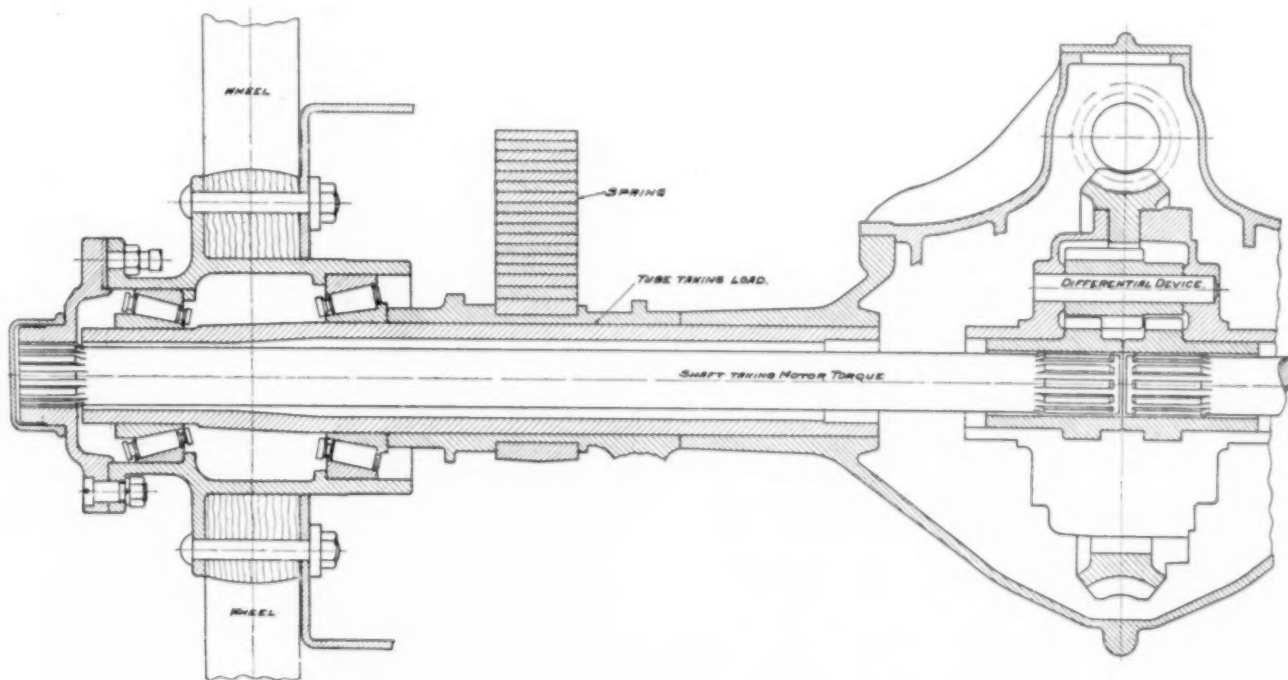 WHEEL
SPRING
TUBE TAKING LOAD.
DIFFERENTIAL DEVICE.
SHAFT TAKING MOTOR TORQUE
WHEEL